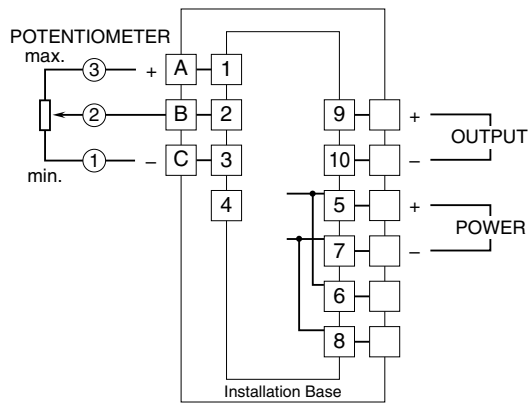 POTENTIOMETER
max.
3 + A 1
2 B 2 9 + OUTPUT
1 – C 3 10 –
min.
4 5 + POWER
7 –
6
8
Installation Base